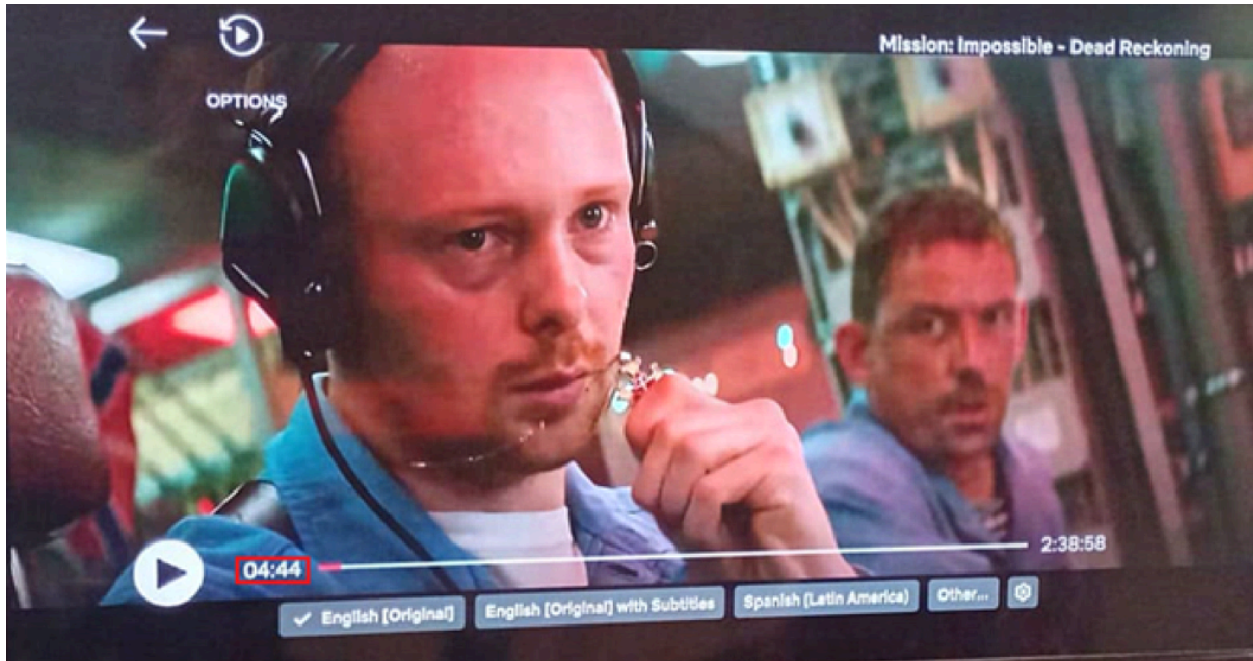 Mission: Impossible - Dead Reckoning
OPTIONS
04:44
2:38:58
English [Original]
English [Original] with Subtitles
Spanish (Latin America)
Other...